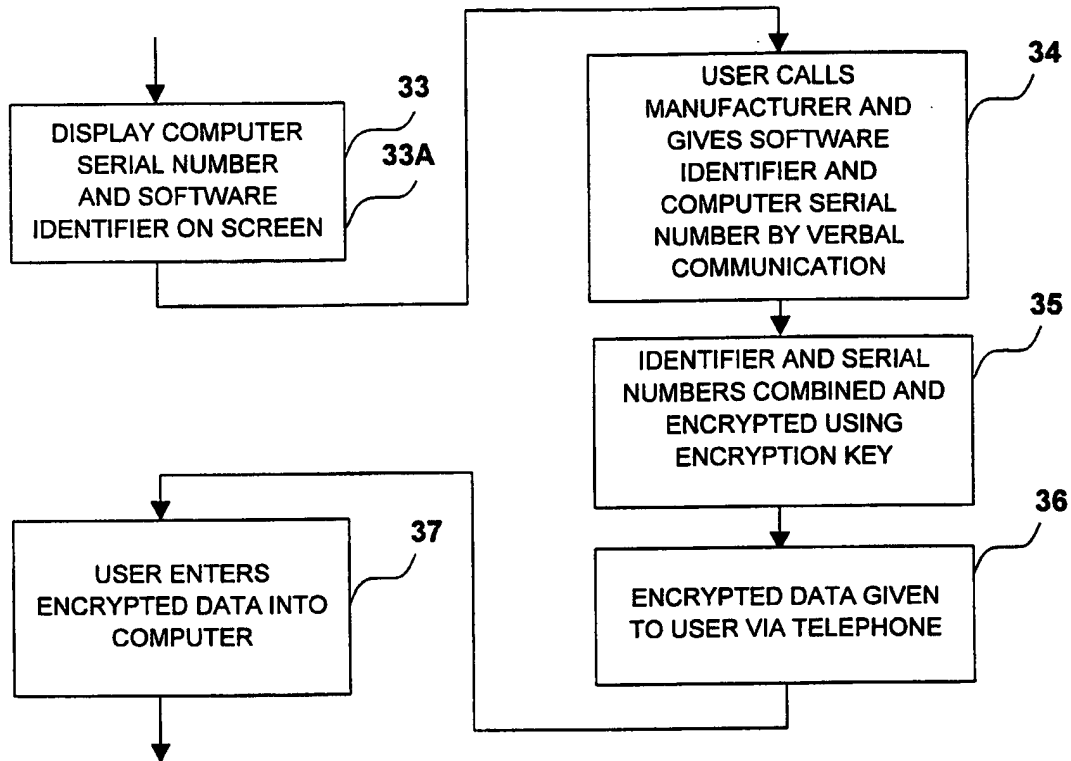 33
33A
DISPLAY COMPUTER
SERIAL NUMBER
AND SOFTWARE
IDENTIFIER ON SCREEN
34
USER CALLS
MANUFACTURER AND
GIVES SOFTWARE
IDENTIFIER AND
COMPUTER SERIAL
NUMBER BY VERBAL
COMMUNICATION
35
IDENTIFIER AND SERIAL
NUMBERS COMBINED AND
ENCRYPTED USING
ENCRYPTION KEY
36
ENCRYPTED DATA GIVEN
TO USER VIA TELEPHONE
37
USER ENTERS
ENCRYPTED DATA INTO
COMPUTER